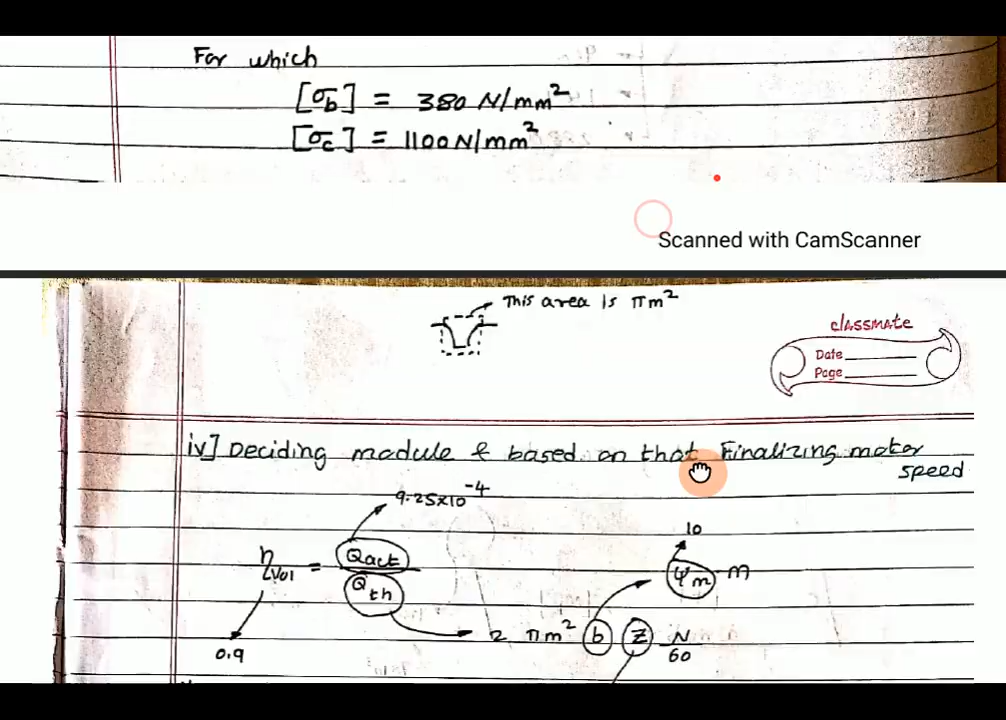 For which
[σb] = 380 N/mm²
[σc] = 1100 N/mm²
Scanned with CamScanner
This area is πm²
classmate
Date
Page
iv] Deciding module & based on that Finalizing motor
speed
9.25x10⁻⁴
10
ηvol = Qact
Qth
ψm m
2 πm² b z N
60
0.9